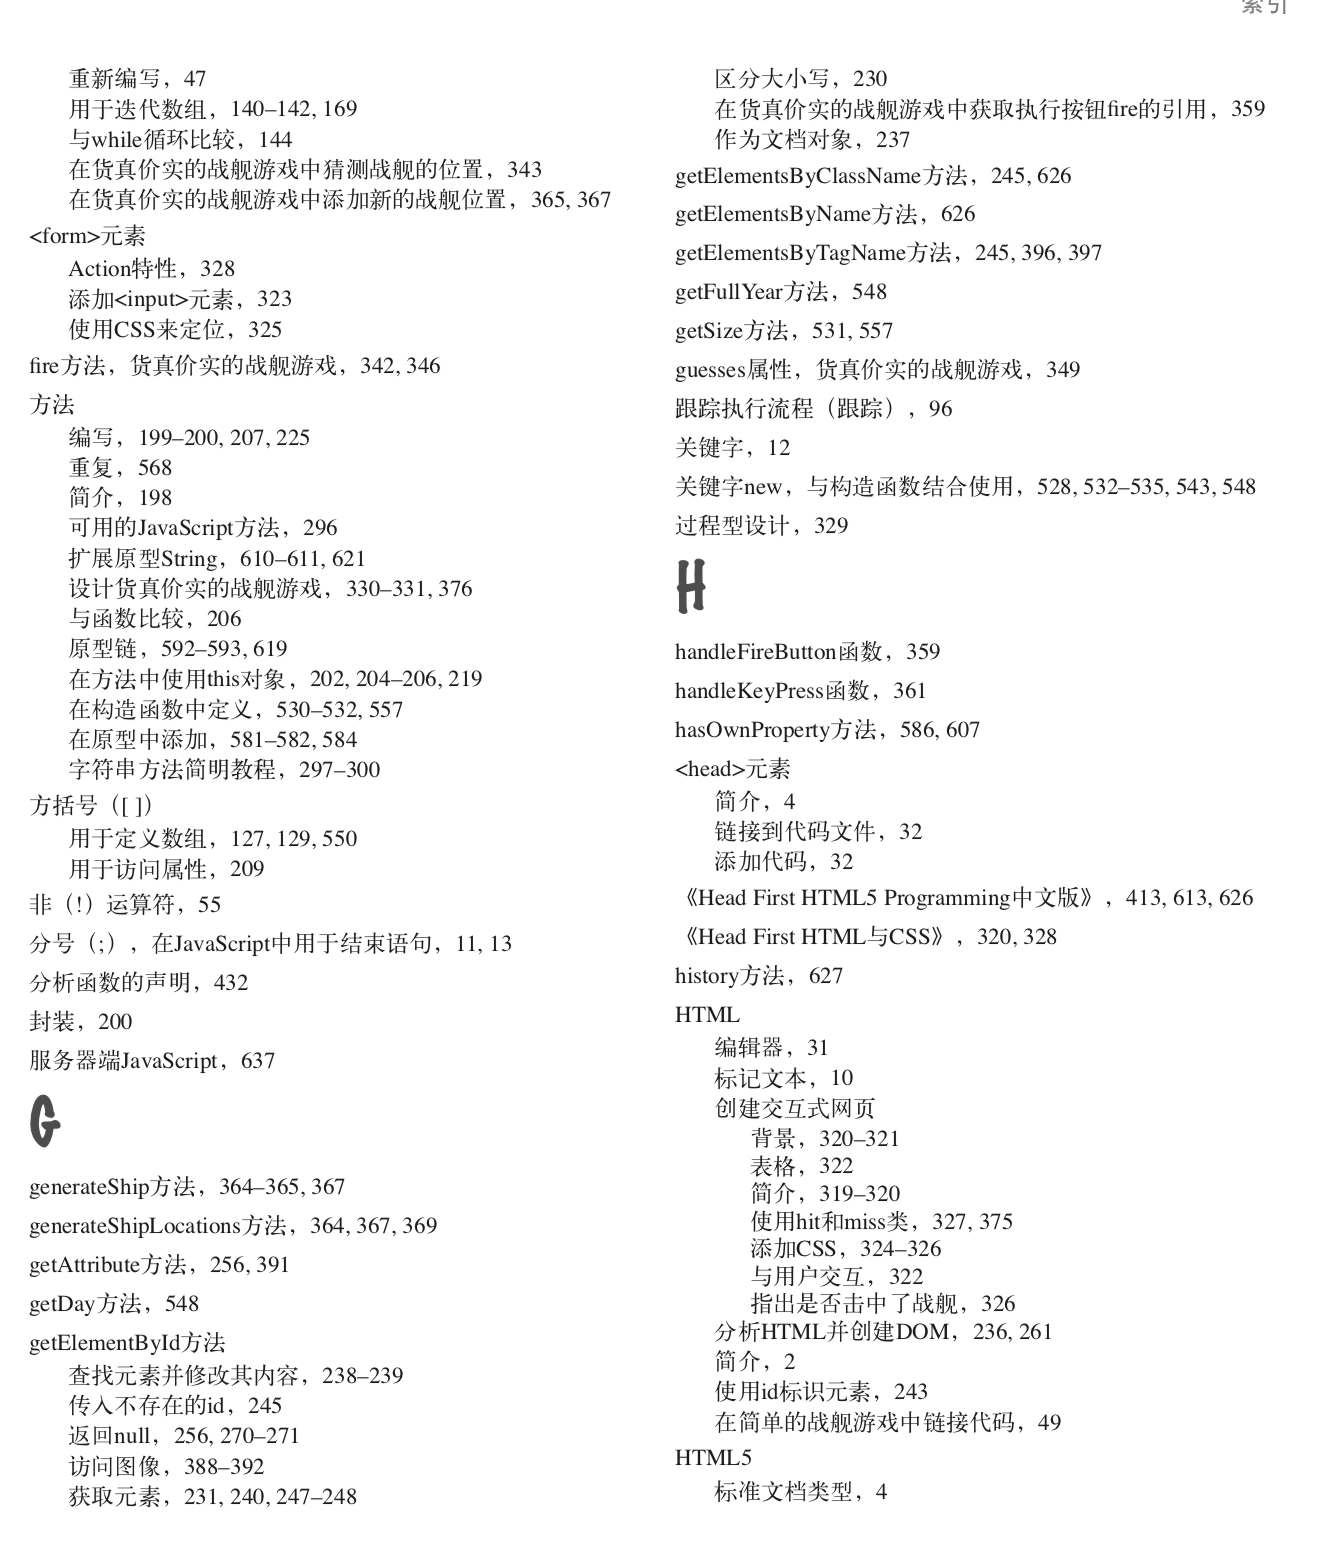 索引
重新编写，47
用于迭代数组，140–142, 169
与while循环比较，144
在货真价实的战舰游戏中猜测战舰的位置，343
在货真价实的战舰游戏中添加新的战舰位置，365, 367
<form>元素
Action特性，328
添加<input>元素，323
使用CSS来定位，325
fire方法，货真价实的战舰游戏，342, 346
方法
编写，199–200, 207, 225
重复，568
简介，198
可用的JavaScript方法，296
扩展原型String，610–611, 621
设计货真价实的战舰游戏，330–331, 376
与函数比较，206
原型链，592–593, 619
在方法中使用this对象，202, 204–206, 219
在构造函数中定义，530–532, 557
在原型中添加，581–582, 584
字符串方法简明教程，297–300
方括号（[ ]）
用于定义数组，127, 129, 550
用于访问属性，209
非（!）运算符，55
分号（;），在JavaScript中用于结束语句，11, 13
分析函数的声明，432
封装，200
服务器端JavaScript，637
G
generateShip方法，364–365, 367
generateShipLocations方法，364, 367, 369
getAttribute方法，256, 391
getDay方法，548
getElementById方法
查找元素并修改其内容，238–239
传入不存在的id，245
返回null，256, 270–271
访问图像，388–392
获取元素，231, 240, 247–248
区分大小写，230
在货真价实的战舰游戏中获取执行按钮fire的引用，359
作为文档对象，237
getElementsByClassName方法，245, 626
getElementsByName方法，626
getElementsByTagName方法，245, 396, 397
getFullYear方法，548
getSize方法，531, 557
guesses属性，货真价实的战舰游戏，349
跟踪执行流程（跟踪），96
关键字，12
关键字new，与构造函数结合使用，528, 532–535, 543, 548
过程型设计，329
H
handleFireButton函数，359
handleKeyPress函数，361
hasOwnProperty方法，586, 607
<head>元素
简介，4
链接到代码文件，32
添加代码，32
《Head First HTML5 Programming中文版》，413, 613, 626
《Head First HTML与CSS》，320, 328
history方法，627
HTML
编辑器，31
标记文本，10
创建交互式网页
背景，320–321
表格，322
简介，319–320
使用hit和miss类，327, 375
添加CSS，324–326
与用户交互，322
指出是否击中了战舰，326
分析HTML并创建DOM，236, 261
简介，2
使用id标识元素，243
在简单的战舰游戏中链接代码，49
HTML5
标准文档类型，4